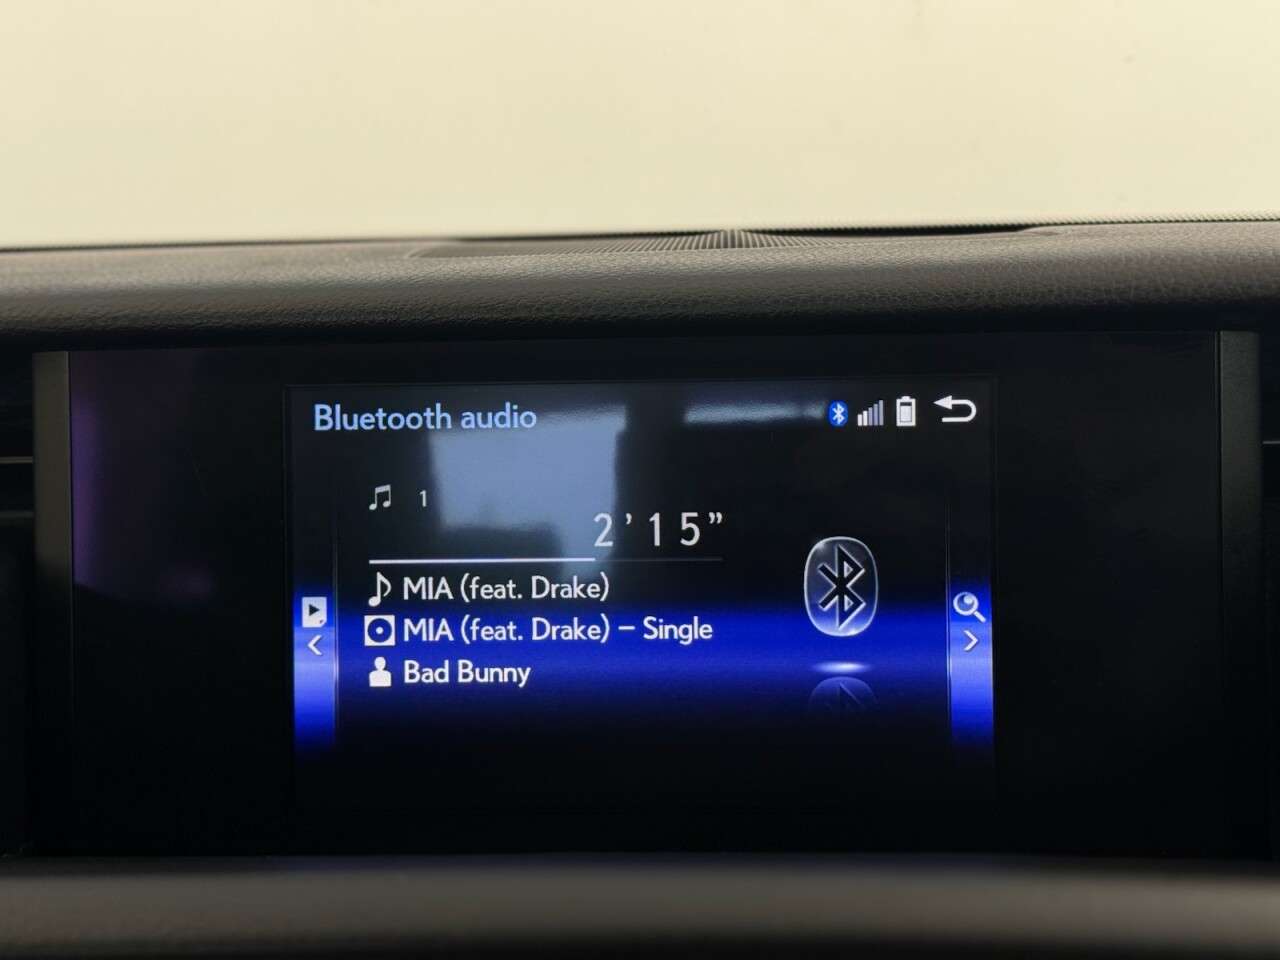 Bluetooth audio
1
2'15”
MIA (feat. Drake)
MIA (feat. Drake) – Single
Bad Bunny